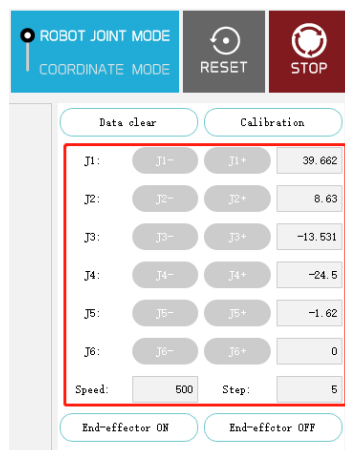 ROBOT JOINT MODE
COORDINATE MODE
RESET
STOP
Data clear Calibration
J1: J1- J1+ 39.662
J2: J2- J2+ 8.63
J3: J3- J3+ -13.531
J4: J4- J4+ -24.5
J5: J5- J5+ -1.62
J6: J6- J6+ 0
Speed: 500 Step: 5
End-effector ON End-effctor OFF